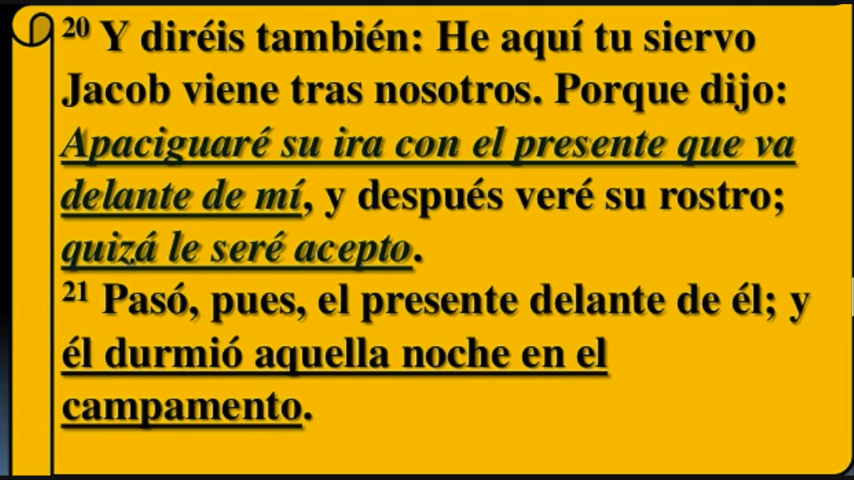 20 Y diréis también: He aquí tu siervo
Jacob viene tras nosotros. Porque dijo:
Apaciguaré su ira con el presente que va
delante de mí, y después veré su rostro;
quizá le seré acepto.
21 Pasó, pues, el presente delante de él; y
él durmió aquella noche en el
campamento.